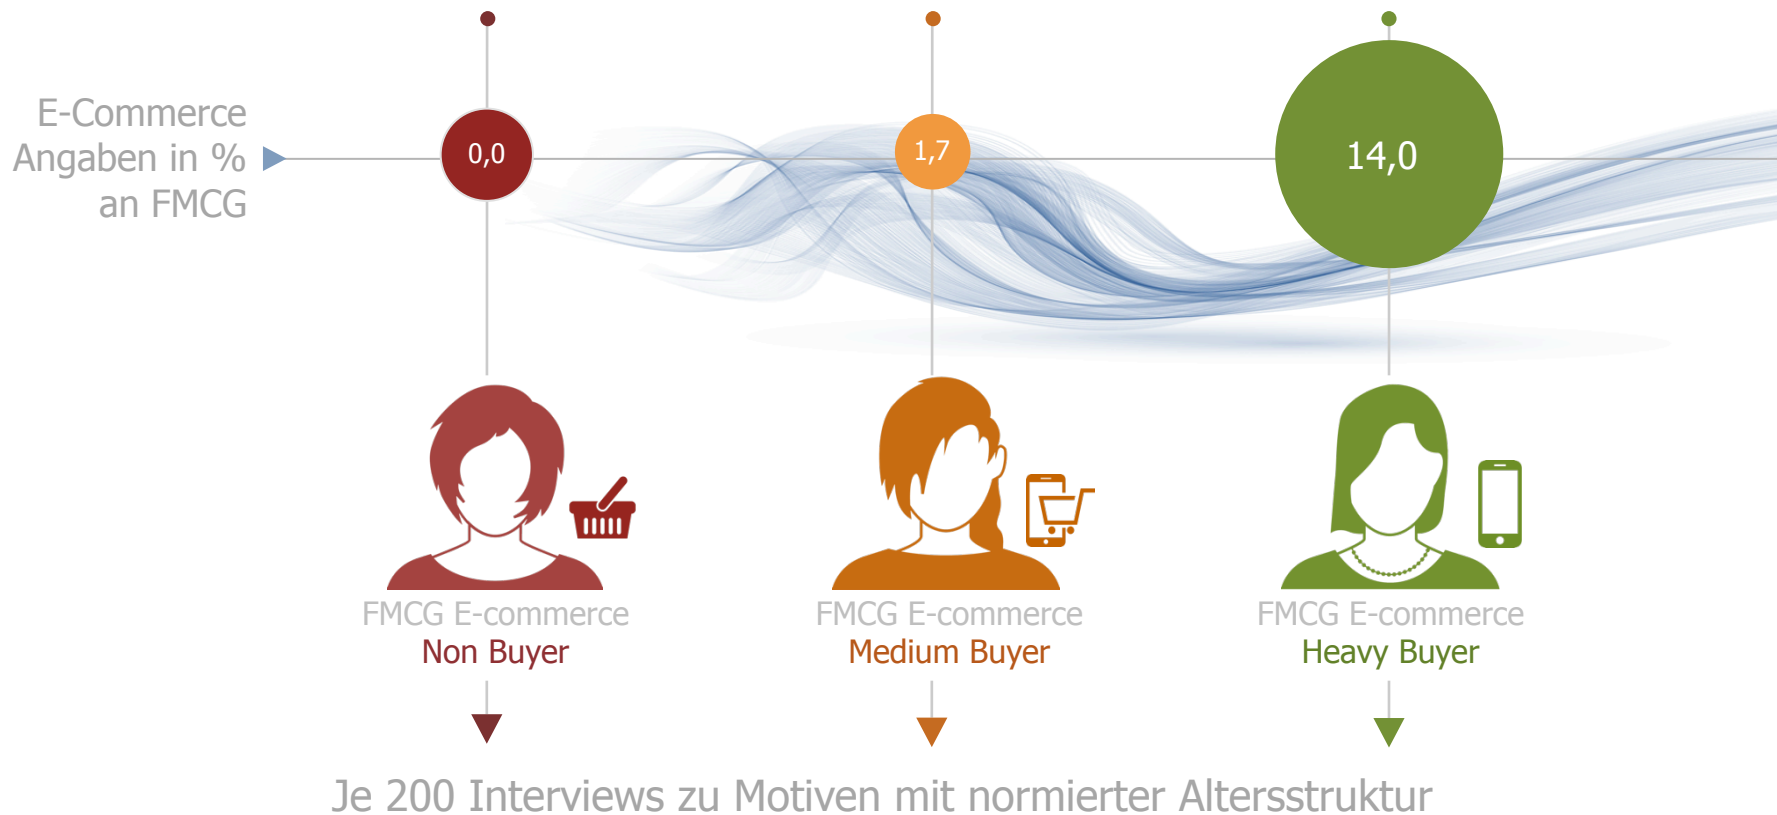 E-Commerce
Angaben in %
an FMCG
0,0
1,7
14,0
FMCG E-commerce
Non Buyer
FMCG E-commerce
Medium Buyer
FMCG E-commerce
Heavy Buyer
Je 200 Interviews zu Motiven mit normierter Altersstruktur